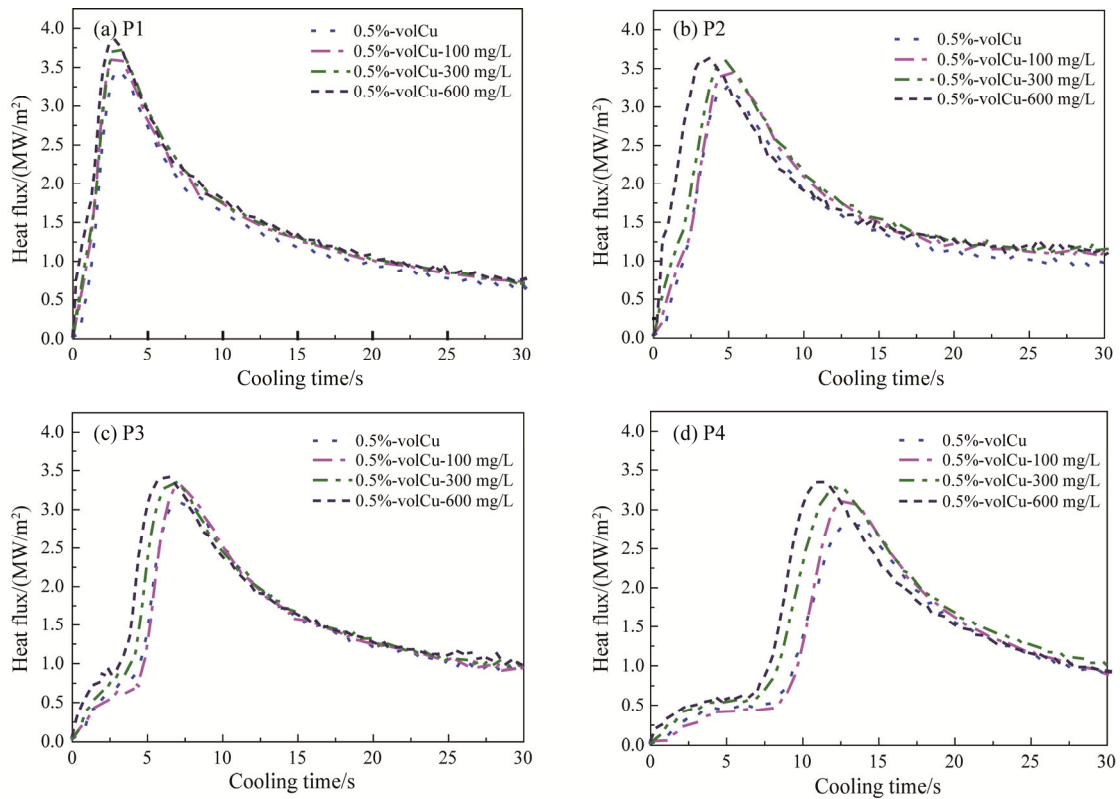 (a) P1
0.5%-volCu
0.5%-volCu-100 mg/L
0.5%-volCu-300 mg/L
0.5%-volCu-600 mg/L
Heat flux/(MW/m²)
4.0
3.5
3.0
2.5
2.0
1.5
1.0
0.5
0.0
0 5 10 15 20 25 30
Cooling time/s
(b) P2
0.5%-volCu
0.5%-volCu-100 mg/L
0.5%-volCu-300 mg/L
0.5%-volCu-600 mg/L
Heat flux/(MW/m²)
4.0
3.5
3.0
2.5
2.0
1.5
1.0
0.5
0.0
0 5 10 15 20 25 30
Cooling time/s
(c) P3
0.5%-volCu
0.5%-volCu-100 mg/L
0.5%-volCu-300 mg/L
0.5%-volCu-600 mg/L
Heat flux/(MW/m²)
4.0
3.5
3.0
2.5
2.0
1.5
1.0
0.5
0.0
0 5 10 15 20 25 30
Cooling time/s
(d) P4
0.5%-volCu
0.5%-volCu-100 mg/L
0.5%-volCu-300 mg/L
0.5%-volCu-600 mg/L
Heat flux/(MW/m²)
4.0
3.5
3.0
2.5
2.0
1.5
1.0
0.5
0.0
0 5 10 15 20 25 30
Cooling time/s